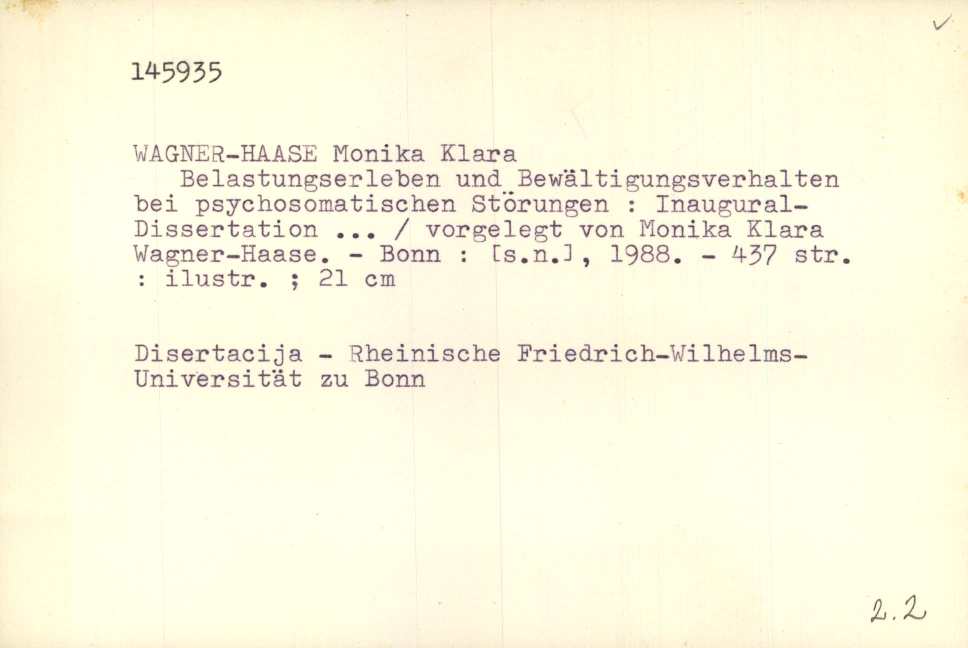 145935
WAGNER-HAASE Monika Klara
Belastungserleben und Bewältigungsverhalten
bei psychosomatischen Störungen : Inaugural-
Dissertation ... / vorgelegt von Monika Klara
Wagner-Haase. - Bonn : [s.n.], 1988. - 437 str.
: ilustr. ; 21 cm
Disertacija - Rheinische Friedrich-Wilhelms-
Universität zu Bonn
2.2